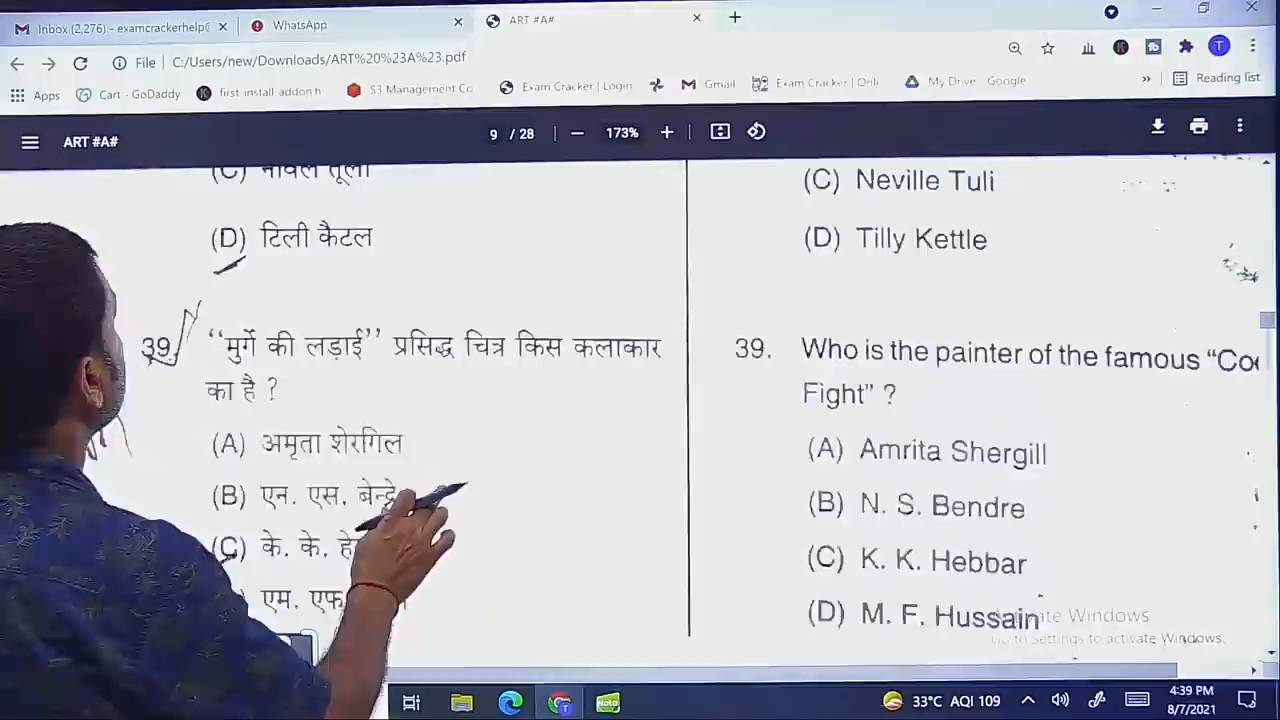 Inbox (2,276) - examcrackerhelp@
WhatsApp
ART #A#
File
C:/Users/new/Downloads/ART%20%23A%23.pdf
Apps
Cart - GoDaddy
first install addon h
S3 Management Co
Exam Cracker | Login
Gmail
Exam Cracker | Onli
My Drive - Google
»
Reading list
ART #A#
9 / 28
173%
(C) नावेल तूली
(D) टिली कैटल
39. ‘‘मुर्गे की लड़ाई’’ प्रसिद्ध चित्र किस कलाकार
का है ?
(A) अमृता शेरगिल
(B) एन. एस. बेन्द्रे
(C) के. के.
एम. एफ.
(C) Neville Tuli
(D) Tilly Kettle
39. Who is the painter of the famous “Co
Fight” ?
(A) Amrita Shergill
(B) N. S. Bendre
(C) K. K. Hebbar
(D) M. F. Hussain
Activate Windows
Go to Settings to activate Windows.
33°C AQI 109
4:39 PM
8/7/2021